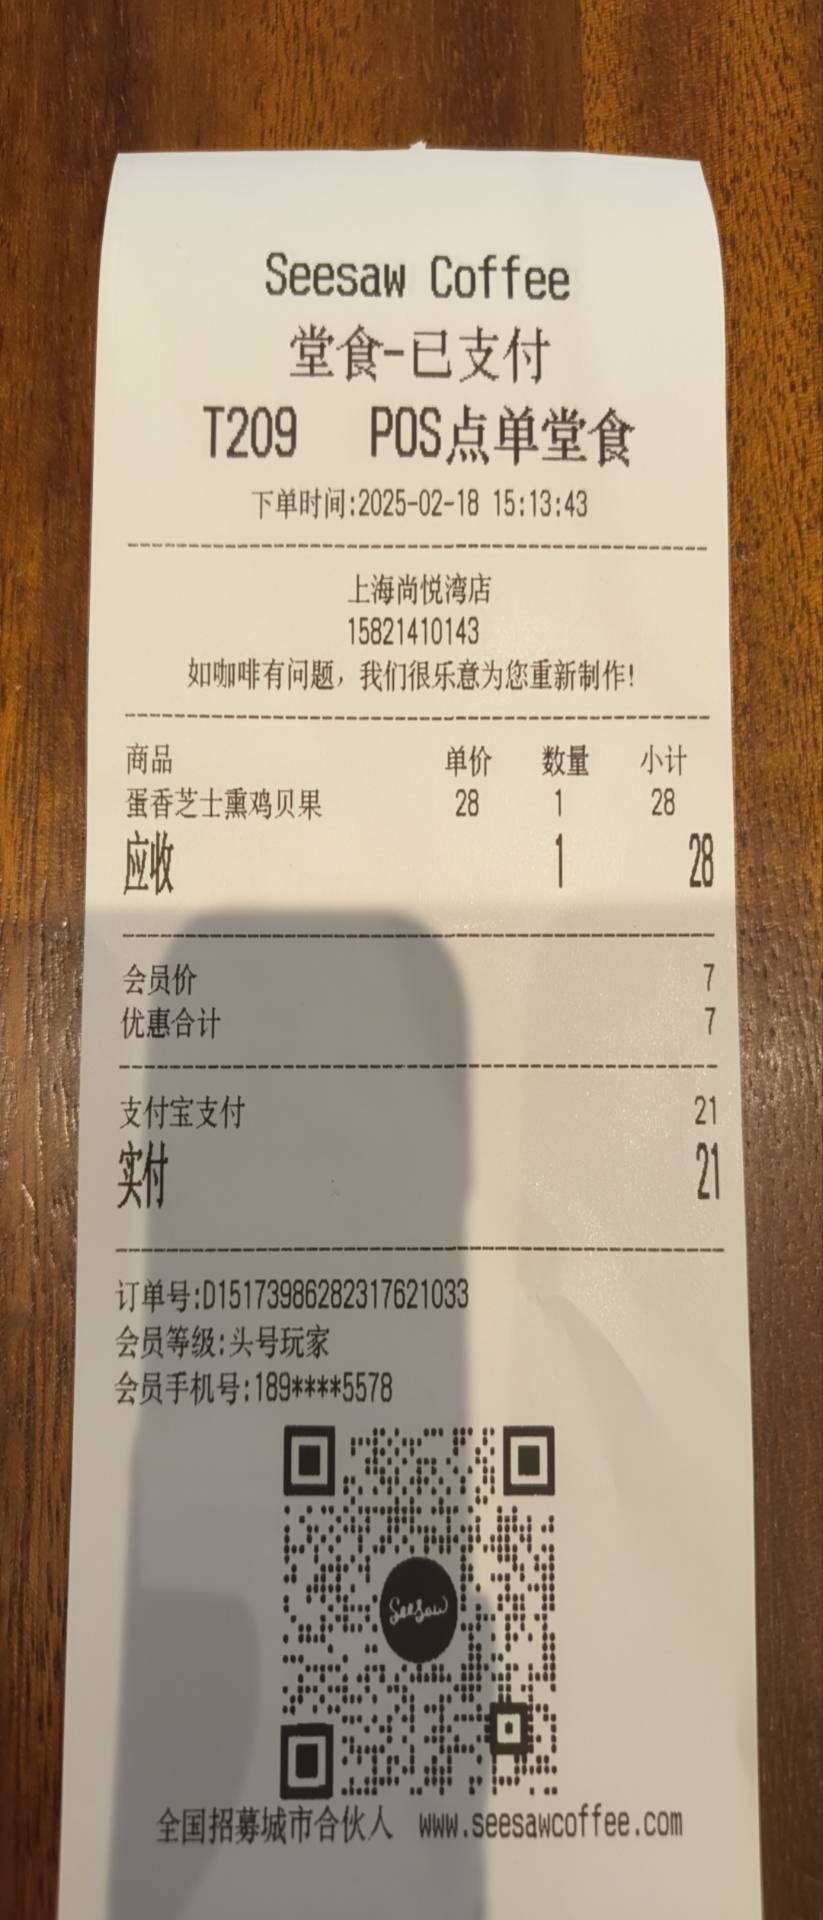 Seesaw Coffee
堂食-已支付
T209 POS点单堂食
下单时间:2025-02-18 15:13:43
上海尚悦湾店
15821410143
如咖啡有问题，我们很乐意为您重新制作!
商品 单价 数量 小计
蛋香芝士熏鸡贝果 28 1 28
应收 1 28
会员价 7
优惠合计 7
支付宝支付 21
实付 21
订单号:D15173986282317621033
会员等级:头号玩家
会员手机号:189****5578
Seesaw
全国招募城市合伙人 www.seesawcoffee.com